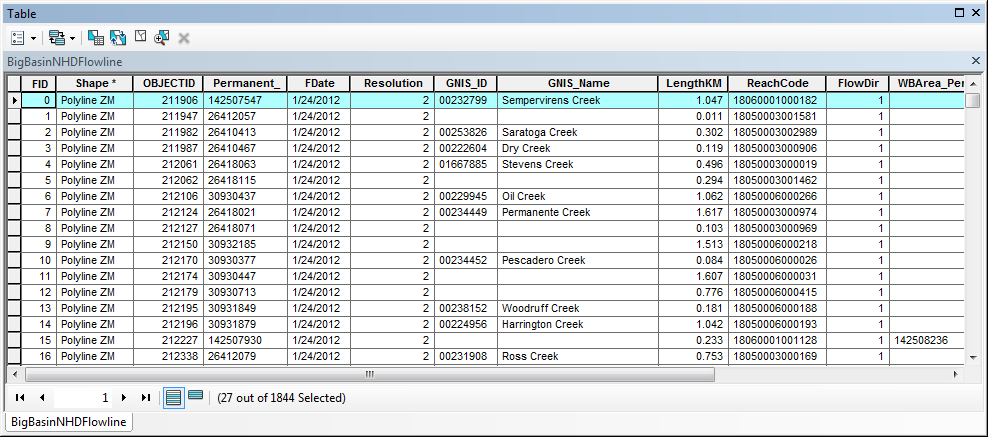 Table
BigBasinNHDFlowline
FID Shape * OBJECTID Permanent_ FDate Resolution GNIS_ID GNIS_Name LengthKM ReachCode FlowDir WBArea_Per
0 Polyline ZM 211906 142507547 1/24/2012 2 00232799 Sempervirens Creek 1.047 18060001000182 1
1 Polyline ZM 211947 26412057 1/24/2012 2 0.011 18050003001581 1
2 Polyline ZM 211982 26410413 1/24/2012 2 00253826 Saratoga Creek 0.302 18050003002989 1
3 Polyline ZM 211987 26410467 1/24/2012 2 00222604 Dry Creek 0.119 18050003000906 1
4 Polyline ZM 212061 26418063 1/24/2012 2 01667885 Stevens Creek 0.496 18050003000019 1
5 Polyline ZM 212062 26418115 1/24/2012 2 0.294 18050003001462 1
6 Polyline ZM 212106 30930437 1/24/2012 2 00229945 Oil Creek 1.062 18050006000266 1
7 Polyline ZM 212124 26418021 1/24/2012 2 00234449 Permanente Creek 1.617 18050003000974 1
8 Polyline ZM 212127 26418071 1/24/2012 2 0.103 18050003000969 1
9 Polyline ZM 212150 30932185 1/24/2012 2 1.513 18050006000218 1
10 Polyline ZM 212170 30930377 1/24/2012 2 00234452 Pescadero Creek 0.084 18050006000026 1
11 Polyline ZM 212174 30930447 1/24/2012 2 1.607 18050006000031 1
12 Polyline ZM 212179 30930713 1/24/2012 2 0.776 18050006000415 1
13 Polyline ZM 212195 30931849 1/24/2012 2 00238152 Woodruff Creek 0.181 18050006000188 1
14 Polyline ZM 212196 30931879 1/24/2012 2 00224956 Harrington Creek 1.042 18050006000193 1
15 Polyline ZM 212227 142507930 1/24/2012 2 0.233 18060001001128 1 142508236
16 Polyline ZM 212338 26412079 1/24/2012 2 00231908 Ross Creek 0.753 18050003000169 1
1 (27 out of 1844 Selected)
BigBasinNHDFlowline